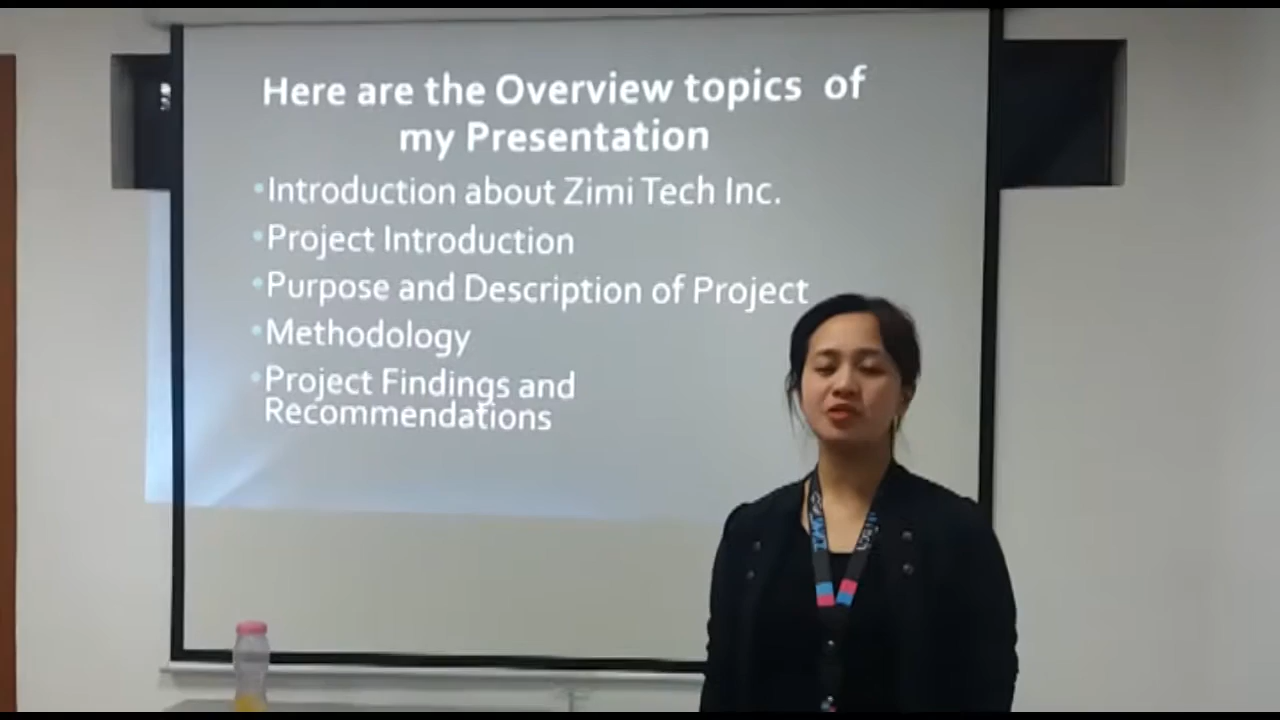 Here are the Overview topics of
my Presentation
•Introduction about Zimi Tech Inc.
•Project Introduction
•Purpose and Description of Project
•Methodology
•Project Findings and
Recommendations